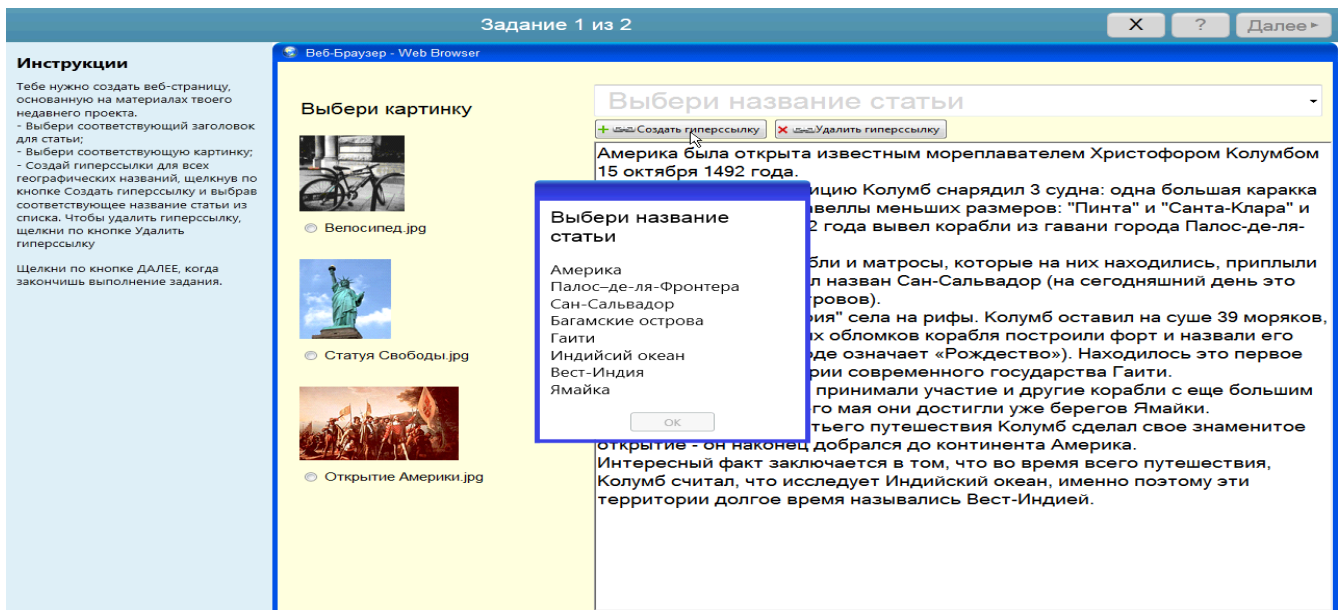 Задание 1 из 2
X
?
Далее
Инструкции
Тебе нужно создать веб-страницу,
основанную на материалах твоего
недавнего проекта.
- Выбери соответствующий заголовок
для статьи;
- Выбери соответствующую картинку;
- Создай гиперссылки для всех
географических названий, щелкнув по
кнопке Создать гиперссылку и выбрав
соответствующее название статьи из
списка. Чтобы удалить гиперссылку,
щелкни по кнопке Удалить
гиперссылку
Щелкни по кнопке ДАЛЕЕ, когда
закончишь выполнение задания.
Веб-Браузер - Web Browser
Выбери картинку
Велосипед.jpg
Статуя Свободы.jpg
Открытие Америки.jpg
Выбери название статьи
Создать гиперссылку
Удалить гиперссылку
Америка была открыта известным мореплавателем Христофором Колумбом
15 октября 1492 года.
ицию Колумб снарядил 3 судна: одна большая каракка
авеллы меньших размеров: "Пинта" и "Санта-Клара" и
2 года вывел корабли из гавани города Палос-де-ля-
бли и матросы, которые на них находились, приплыли
л назван Сан-Сальвадор (на сегодняшний день это
тровов).
ия" села на рифы. Колумб оставил на суше 39 моряков,
их обломков корабля построили форт и назвали его
оде означает «Рождество»). Находилось это первое
рии современного государства Гаити.
принимали участие и другие корабли с еще большим
го мая они достигли уже берегов Ямайки.
тьего путешествия Колумб сделал свое знаменитое
открытие - он наконец добрался до континента Америка.
Интересный факт заключается в том, что во время всего путешествия,
Колумб считал, что исследует Индийский океан, именно поэтому эти
территории долгое время назывались Вест-Индией.
Выбери название
статьи
Америка
Палос–де-ля-Фронтера
Сан-Сальвадор
Багамские острова
Гаити
Индийсий океан
Вест-Индия
Ямайка
OK